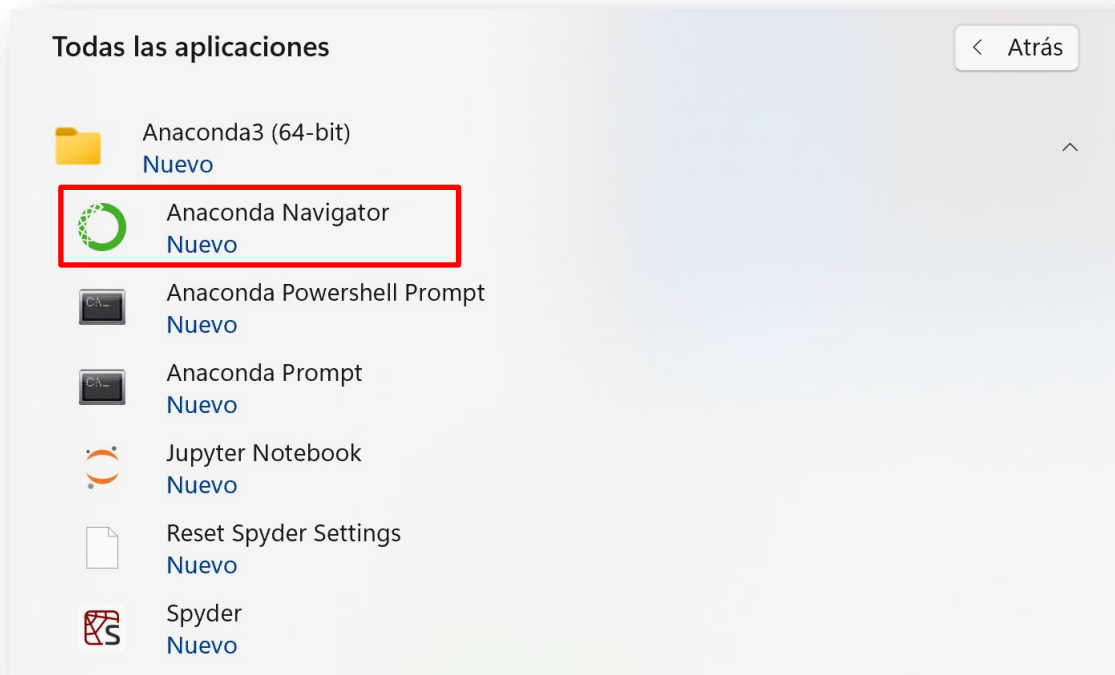 Todas las aplicaciones
Atrás
Anaconda3 (64-bit)
Nuevo
Anaconda Navigator
Nuevo
Anaconda Powershell Prompt
Nuevo
Anaconda Prompt
Nuevo
Jupyter Notebook
Nuevo
Reset Spyder Settings
Nuevo
Spyder
Nuevo